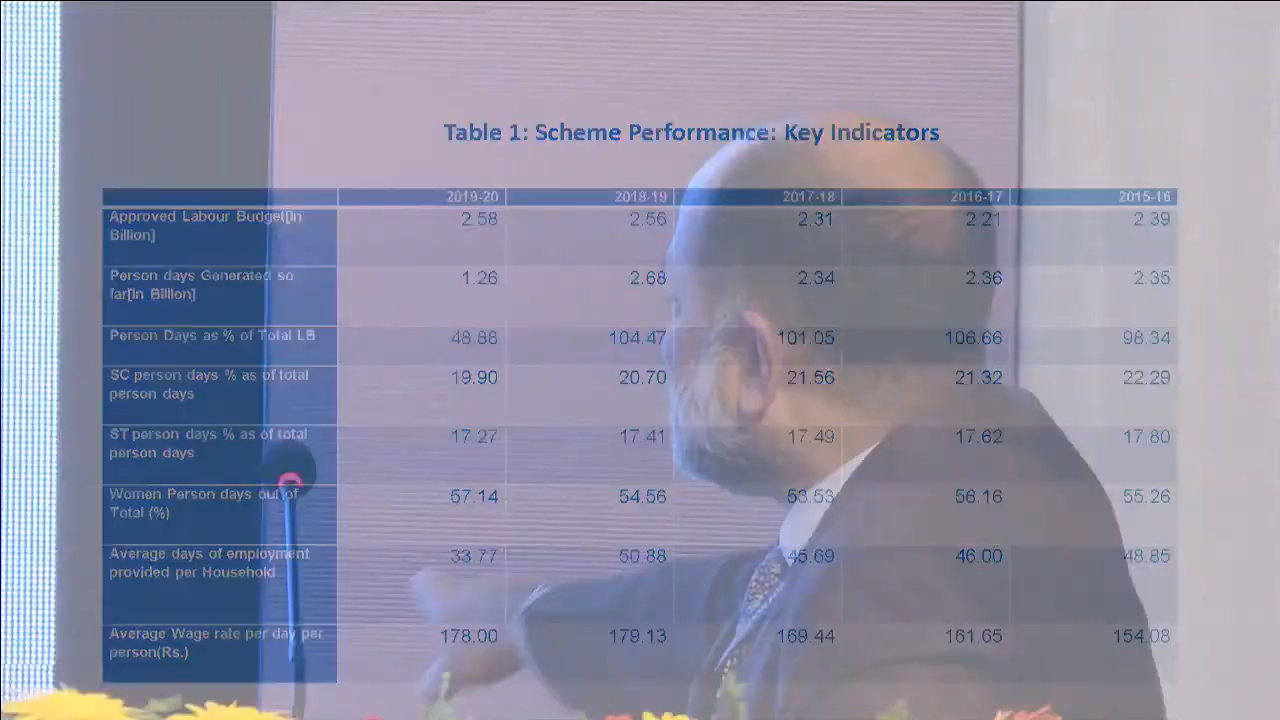 Table 1: Scheme Performance: Key Indicators
2019-20 2018-19 2017-18 2016-17 2015-16
Approved Labour Budget[In 2.58 2.56 2.31 2.21 2.39
Billion]
Person days Generated so 1.26 2.68 2.34 2.36 2.35
far[In Billion]
Person Days as % of Total LB 48.88 104.47 101.05 106.66 98.34
SC person days % as of total 19.90 20.70 21.56 21.32 22.29
person days
ST person days % as of total 17.27 17.41 17.49 17.62 17.80
person days
Women Person days out of 57.14 54.56 53.53 56.16 55.26
Total (%)
Average days of employment 33.77 50.88 45.69 46.00 48.85
provided per Household
Average Wage rate per day per 178.00 179.13 169.44 161.65 154.08
person(Rs.)